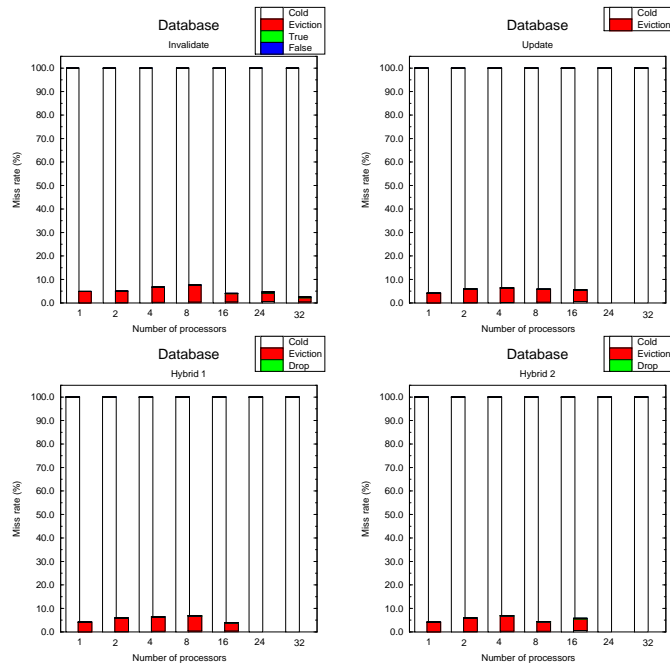 Database
Invalidate
Cold
Eviction
True
False
Miss rate (%)
100.0
90.0
80.0
70.0
60.0
50.0
40.0
30.0
20.0
10.0
0.0
1 2 4 8 16 24 32
Number of processors
Database
Update
Cold
Eviction
Miss rate (%)
100.0
90.0
80.0
70.0
60.0
50.0
40.0
30.0
20.0
10.0
0.0
1 2 4 8 16 24 32
Number of processors
Database
Hybrid 1
Cold
Eviction
Drop
Miss rate (%)
100.0
90.0
80.0
70.0
60.0
50.0
40.0
30.0
20.0
10.0
0.0
1 2 4 8 16 24 32
Number of processors
Database
Hybrid 2
Cold
Eviction
Drop
Miss rate (%)
100.0
90.0
80.0
70.0
60.0
50.0
40.0
30.0
20.0
10.0
0.0
1 2 4 8 16 24 32
Number of processors